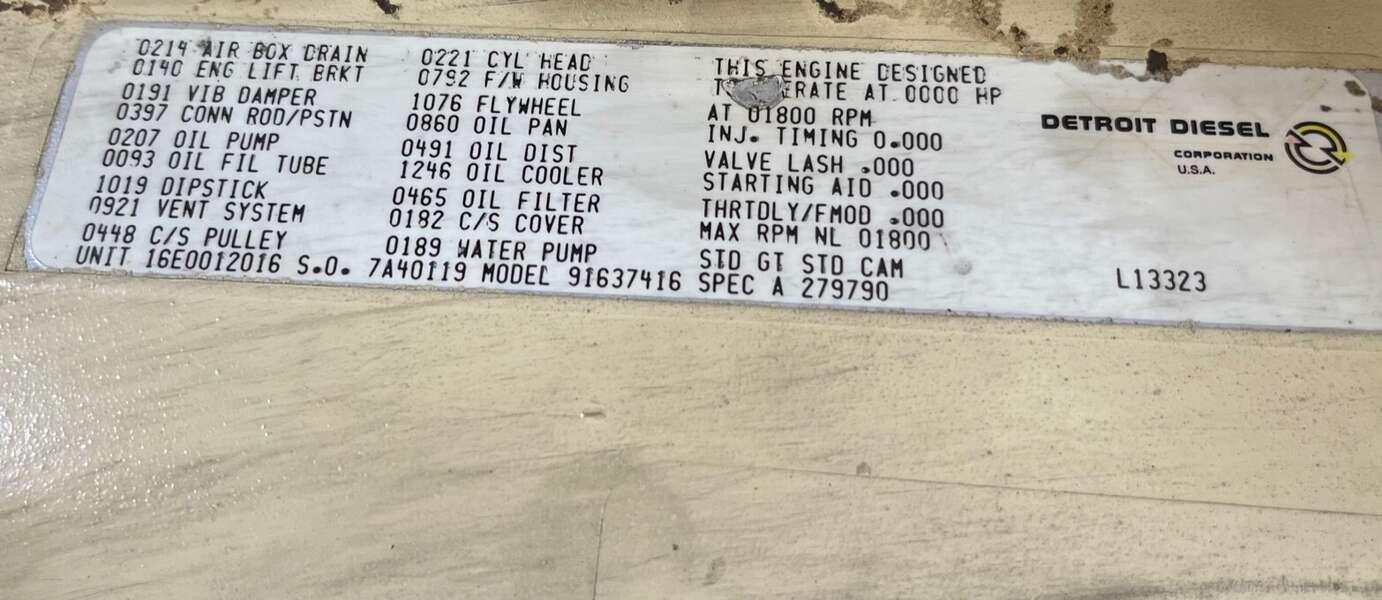 0214 AIR BOX DRAIN
0140 ENG LIFT BRKT
0191 VIB DAMPER
0397 CONN ROD/PSTN
0207 OIL PUMP
0093 OIL FIL TUBE
1019 DIPSTICK
0921 VENT SYSTEM
0448 C/S PULLEY
0221 CYL HEAD
0792 F/W HOUSING
1076 FLYWHEEL
0860 OIL PAN
0491 OIL DIST
1246 OIL COOLER
0465 OIL FILTER
0182 C/S COVER
0189 WATER PUMP
THIS ENGINE DESIGNED
AT 0000 HP
AT 01800 RPM
INJ. TIMING 0.000
VALVE LASH .000
STARTING AID .000
THRTDLY/FMOD .000
MAX RPM NL 01800
STD GT STD CAM
UNIT 16E0012016 S.O. 7A40119 MODEL 91637416 SPEC A 279790
DETROIT DIESEL
CORPORATION
U.S.A.
L13323